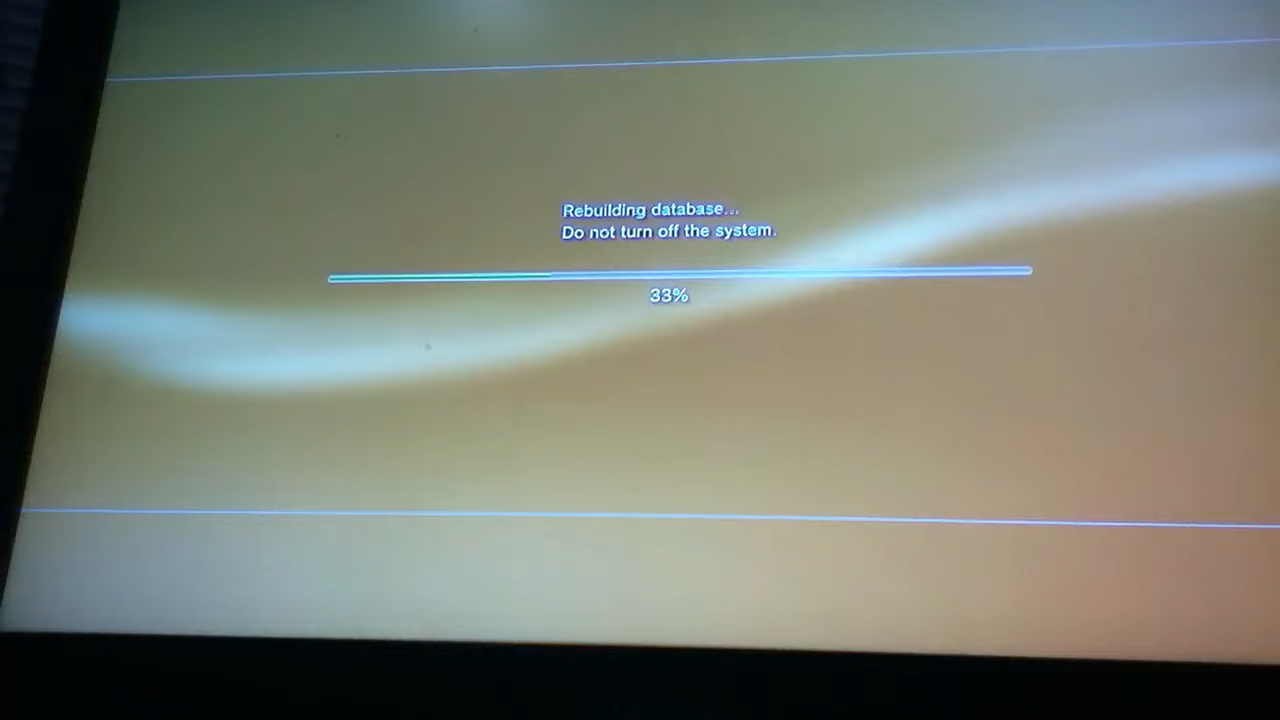 Rebuilding database...
Do not turn off the system.
33%